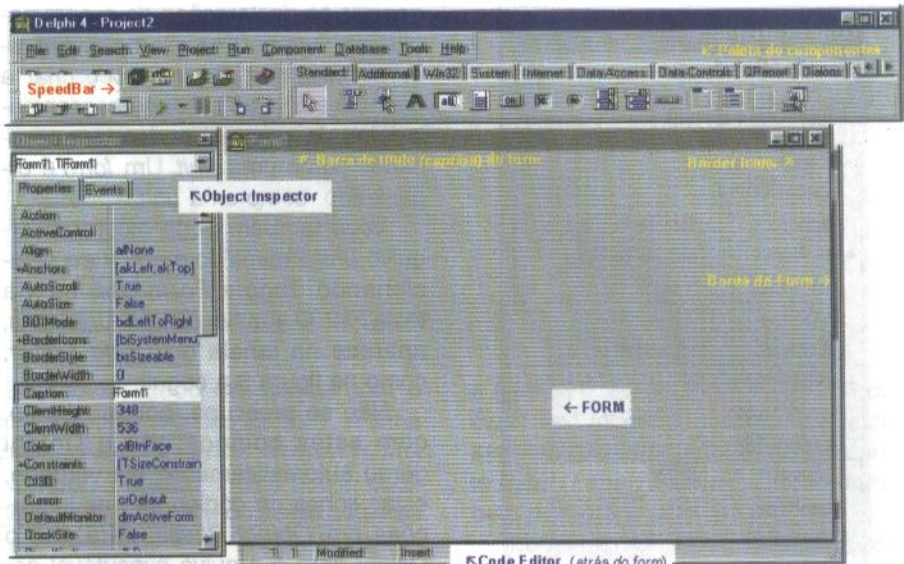 Delphi 4 - Project2
File Edit Search View Project Run Component Database Tools Help
Paleta de componentes
Standard Additional Win32 System Internet Data Access Data Controls QReport Dialogs
SpeedBar →
Object Inspector
Form1: TForm1
Properties Events
Action
ActiveControl
Align alNone
+Anchors [akLeft,akTop]
AutoScroll True
AutoSize False
BiDiMode bdLeftToRight
+BorderIcons [biSystemMenu,
BorderStyle bsSizeable
BorderWidth 0
Caption Form1
ClientHeight 348
ClientWidth 536
Color clBtnFace
+Constraints (TSizeConstrain
Ctl3D True
Cursor crDefault
DefaultMonitor dmActiveForm
DockSite False
↖Object Inspector
Form1
↖ Barra de título (caption) do form
Border Icons ↗
Borda do Form →
← FORM
1: 1 Modified Insert
↖Code Editor (atrás do form)